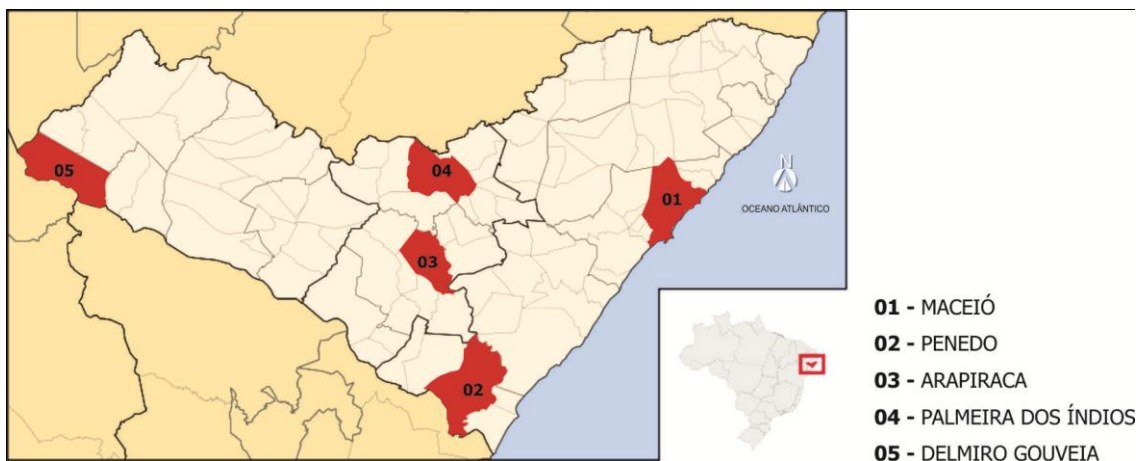 05
04
01
N
OCEANO ATLÂNTICO
03
02
01 - MACEIÓ
02 - PENEDO
03 - ARAPIRACA
04 - PALMEIRA DOS ÍNDIOS
05 - DELMIRO GOUVEIA